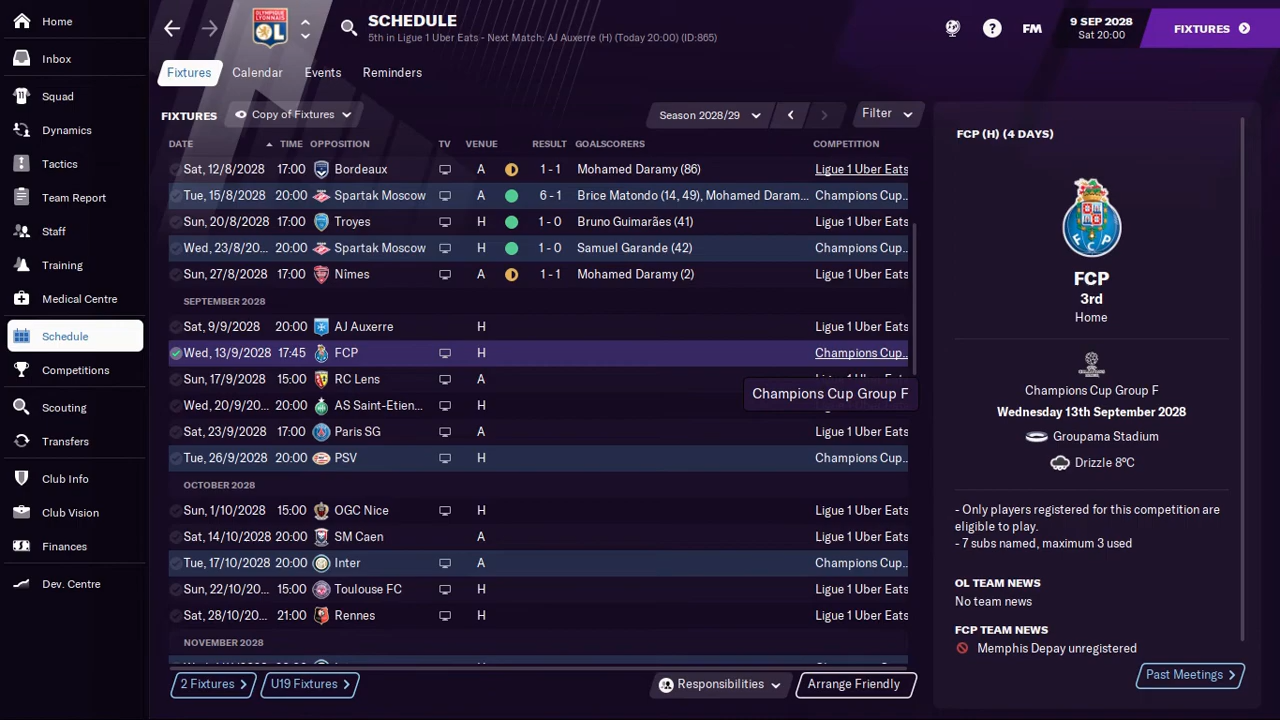 Home
Inbox
Squad
Dynamics
Tactics
Team Report
Staff
Training
Medical Centre
Schedule
Competitions
Scouting
Transfers
Club Info
Club Vision
Finances
Dev. Centre
OLYMPIQUE LYONNAIS
OL
SCHEDULE
5th in Ligue 1 Uber Eats - Next Match: AJ Auxerre (H) (Today 20:00) (ID:865)
? FM
9 SEP 2028
Sat 20:00
FIXTURES
Fixtures Calendar Events Reminders
FIXTURES Copy of Fixtures Season 2028/29 Filter
DATE TIME OPPOSITION TV VENUE RESULT GOALSCORERS COMPETITION
Sat, 12/8/2028 17:00 Bordeaux A 1 - 1 Mohamed Daramy (86) Ligue 1 Uber Eats
Tue, 15/8/2028 20:00 Spartak Moscow A 6 - 1 Brice Matondo (14, 49), Mohamed Daram... Champions Cup...
Sun, 20/8/2028 17:00 Troyes H 1 - 0 Bruno Guimarães (41) Ligue 1 Uber Eats
Wed, 23/8/20... 20:00 Spartak Moscow H 1 - 0 Samuel Garande (42) Champions Cup...
Sun, 27/8/2028 17:00 Nîmes A 1 - 1 Mohamed Daramy (2) Ligue 1 Uber Eats
SEPTEMBER 2028
Sat, 9/9/2028 20:00 AJ Auxerre H Ligue 1 Uber Eats
Wed, 13/9/2028 17:45 FCP H Champions Cup...
Sun, 17/9/2028 15:00 RC Lens A
Wed, 20/9/20... 20:00 AS Saint-Etien... H
Champions Cup Group F
Sat, 23/9/2028 17:00 Paris SG A Ligue 1 Uber Eats
Tue, 26/9/2028 20:00 PSV H Champions Cup...
OCTOBER 2028
Sun, 1/10/2028 15:00 OGC Nice H Ligue 1 Uber Eats
Sat, 14/10/2028 20:00 SM Caen A Ligue 1 Uber Eats
Tue, 17/10/2028 20:00 Inter A Champions Cup...
Sun, 22/10/20... 15:00 Toulouse FC H Ligue 1 Uber Eats
Sat, 28/10/20... 21:00 Rennes H Ligue 1 Uber Eats
NOVEMBER 2028
2 Fixtures U19 Fixtures Responsibilities Arrange Friendly
FCP (H) (4 DAYS)
FCP
3rd
Home
Champions Cup Group F
Wednesday 13th September 2028
Groupama Stadium
Drizzle 8ºC
- Only players registered for this competition are
eligible to play.
- 7 subs named, maximum 3 used
OL TEAM NEWS
No team news
FCP TEAM NEWS
Memphis Depay unregistered
Past Meetings